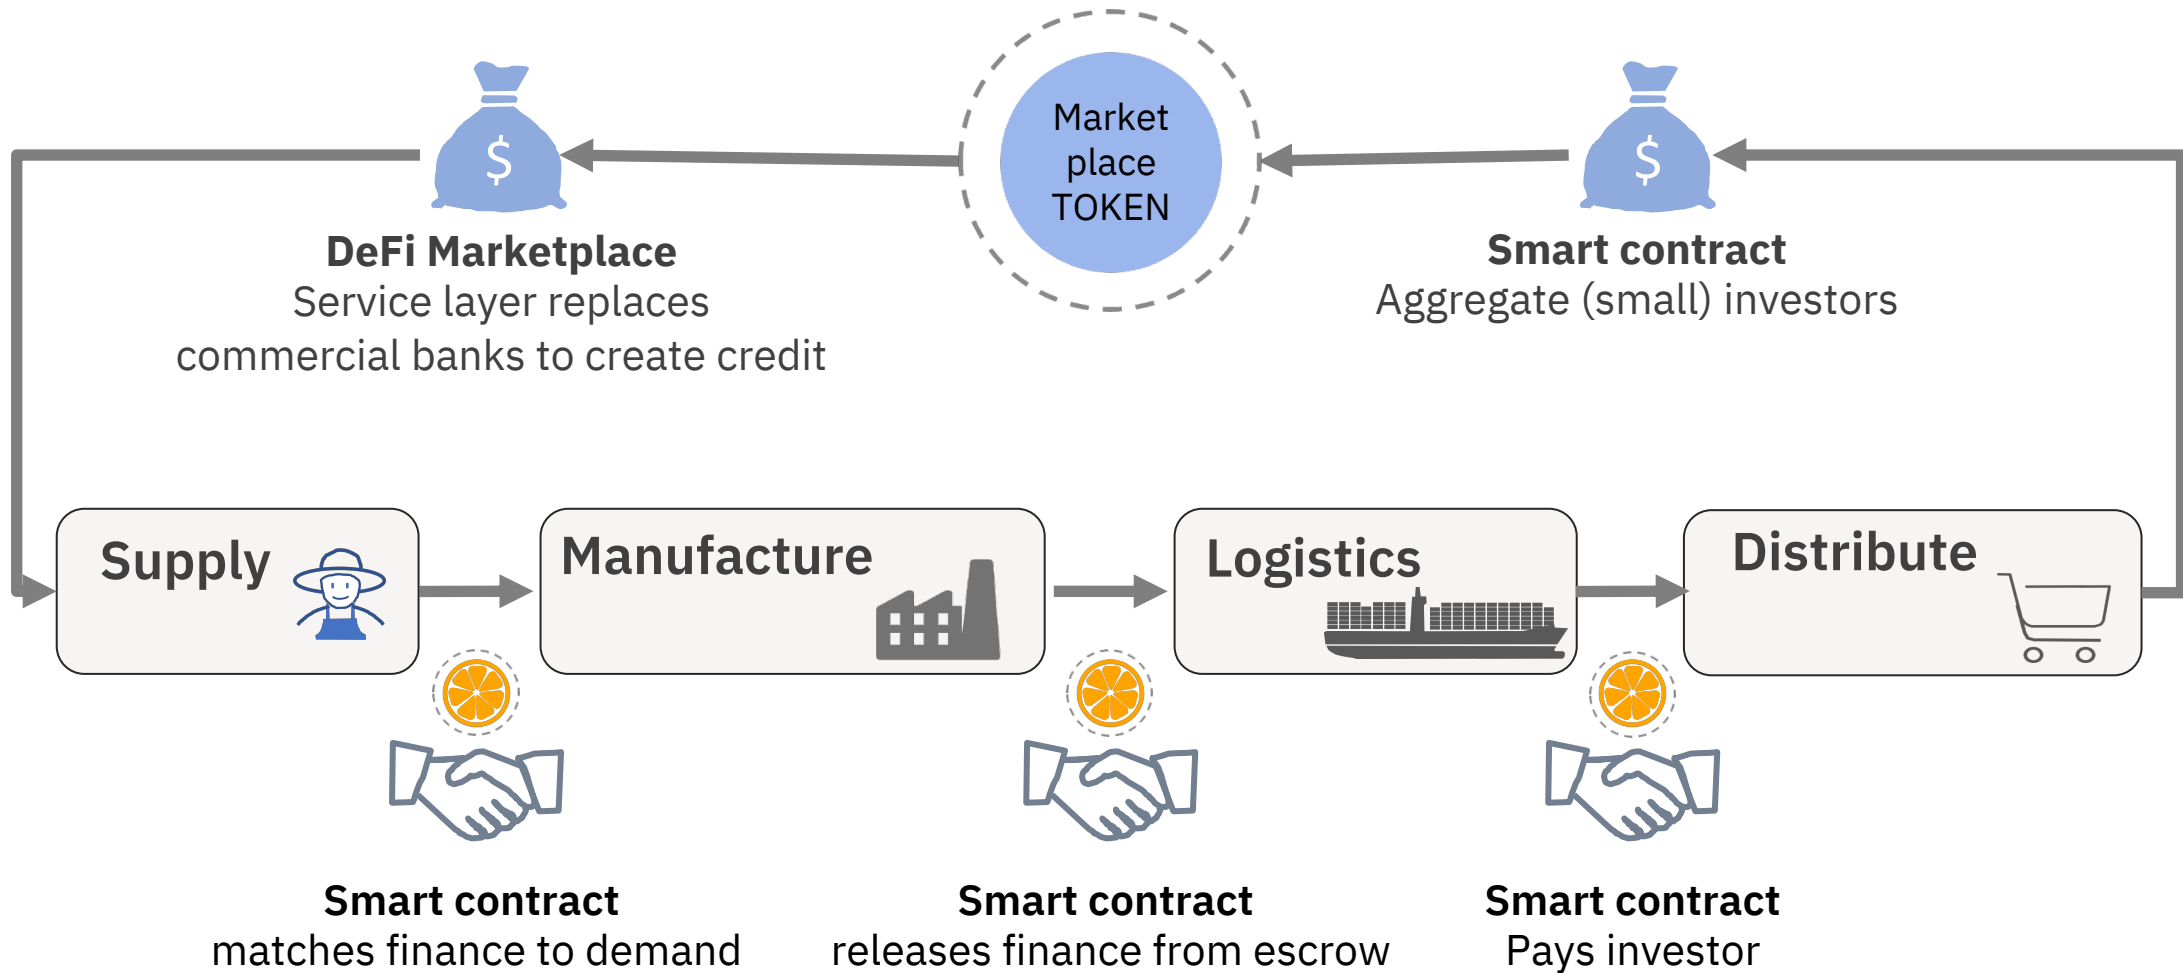 Market
place
TOKEN
$
$
DeFi Marketplace
Service layer replaces
commercial banks to create credit
Smart contract
Aggregate (small) investors
Supply
Manufacture
Logistics
Distribute
Smart contract
matches finance to demand
Smart contract
releases finance from escrow
Smart contract
Pays investor